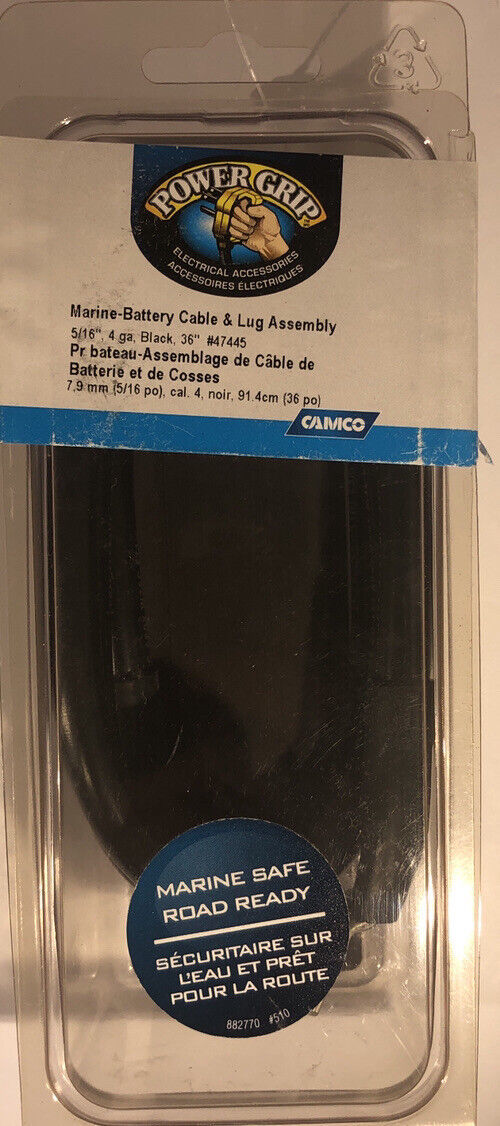 3
POWER GRIP
ELECTRICAL ACCESSORIES
ACCESSOIRES ÉLECTRIQUES
Marine-Battery Cable & Lug Assembly
5/16", 4 ga, Black, 36" #47445
Pr bateau-Assemblage de Câble de
Batterie et de Cosses
7,9 mm (5/16 po), cal. 4, noir, 91.4cm (36 po)
CAMCO
MARINE SAFE
ROAD READY
SÉCURITAIRE SUR
L'EAU ET PRÊT
POUR LA ROUTE
882770 #510